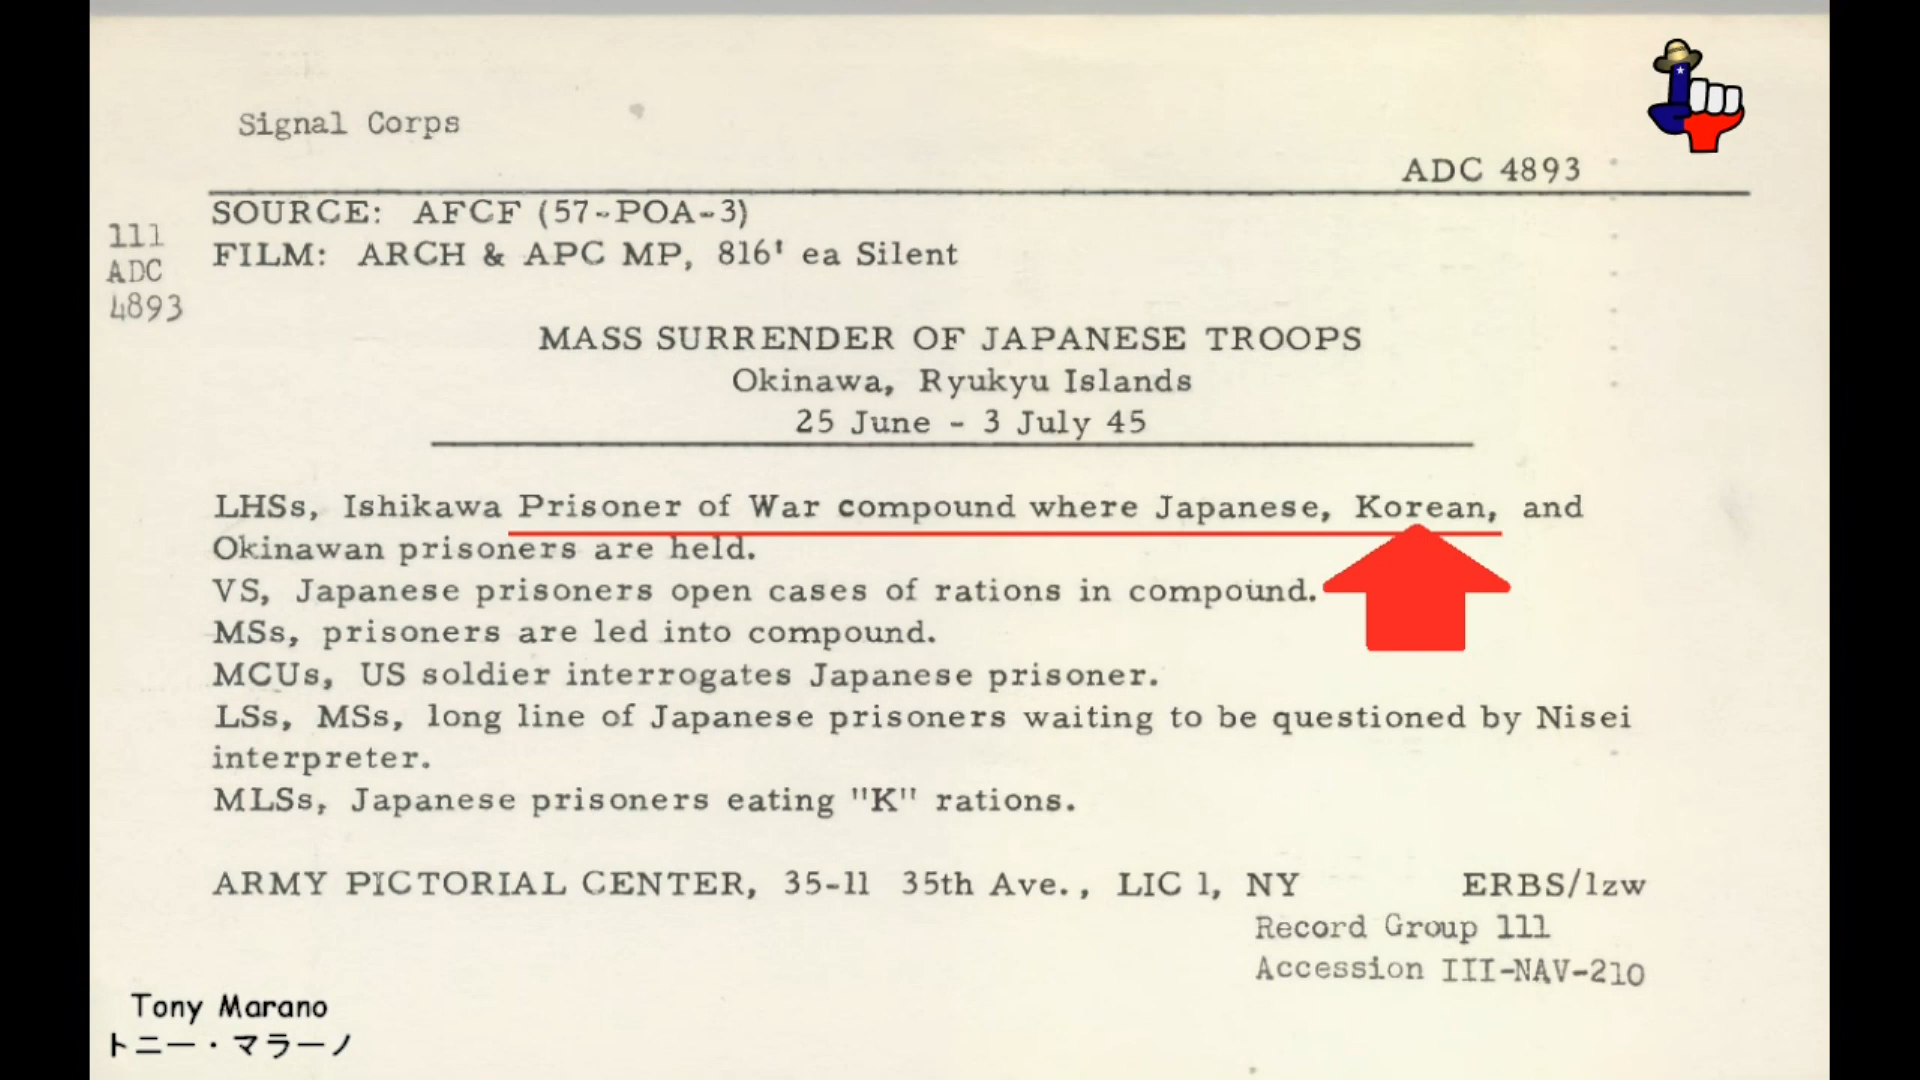 Signal Corps
ADC 4893
111
ADC
4893
SOURCE: AFCF (57-POA-3)
FILM: ARCH & APC MP, 816' ea Silent
MASS SURRENDER OF JAPANESE TROOPS
Okinawa, Ryukyu Islands
25 June - 3 July 45
LHSs, Ishikawa Prisoner of War compound where Japanese, Korean, and
Okinawan prisoners are held.
VS, Japanese prisoners open cases of rations in compound.
MSs, prisoners are led into compound.
MCUs, US soldier interrogates Japanese prisoner.
LSs, MSs, long line of Japanese prisoners waiting to be questioned by Nisei
interpreter.
MLSs, Japanese prisoners eating "K" rations.
ARMY PICTORIAL CENTER, 35-11 35th Ave., LIC 1, NY ERBS/lzw
Record Group 111
Accession III-NAV-210
Tony Marano
トニー・マラーノ